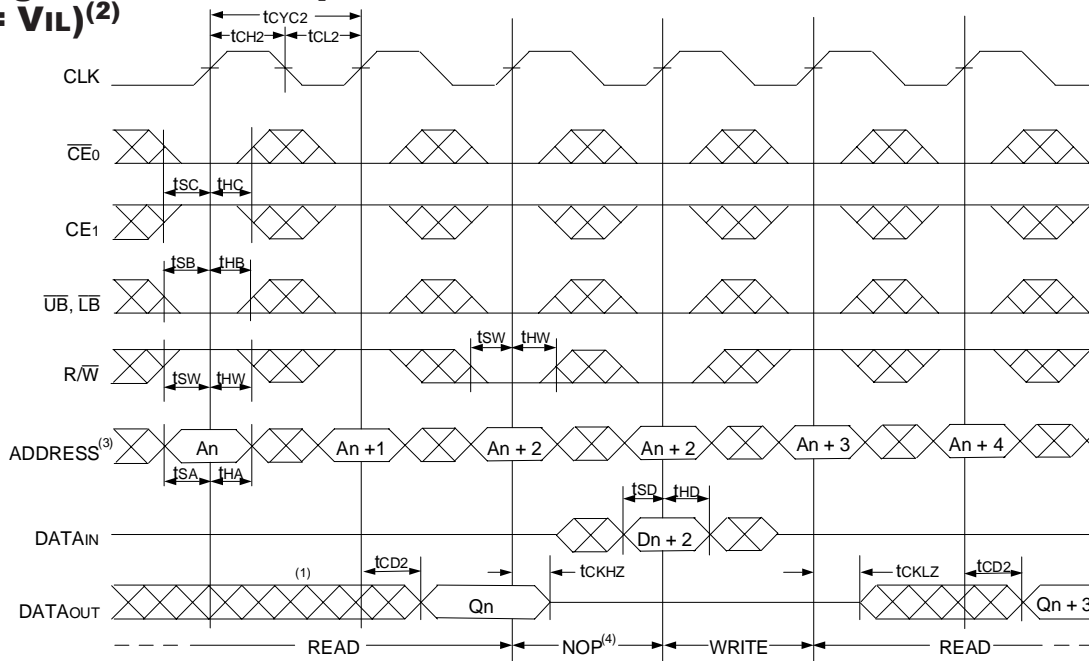 = VIL)(2)
tCYC2
tCH2 tCL2
CLK
CE0
tSC tHC
CE1
tSB tHB
UB, LB
tSW tHW
R/W
tSW tHW
ADDRESS(3) An An +1 An + 2 An + 2 An + 3 An + 4
tSA tHA
tSD tHD
DATAIN Dn + 2
(1) tCD2 tCKHZ tCKLZ tCD2
DATAOUT Qn Qn + 3
READ NOP(4) WRITE READ